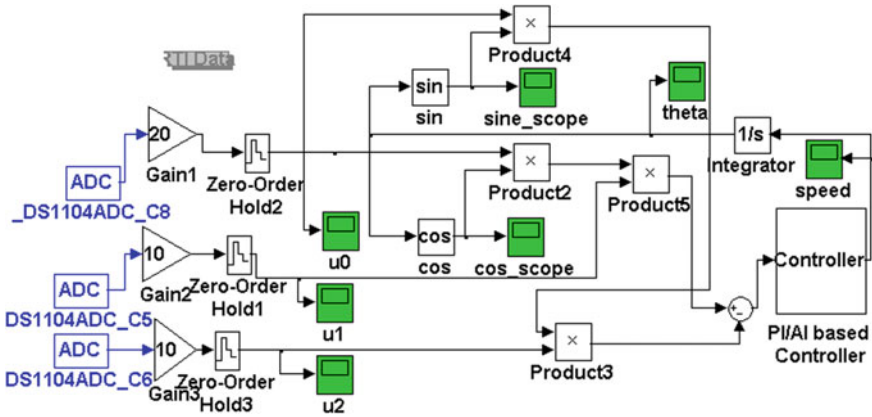 RTI Data
×
Product4
sin
sin
sine_scope
theta
20
Gain1
ADC
_DS1104ADC_C8
Zero-Order
Hold2
×
Product2
×
Product5
1/s
Integrator
speed
u0
cos
cos
cos_scope
Controller
PI/AI based
Controller
10
Gain2
ADC
DS1104ADC_C5
Zero-Order
Hold1
u1
+-
10
Gain3
ADC
DS1104ADC_C6
Zero-Order
Hold3
u2
×
Product3